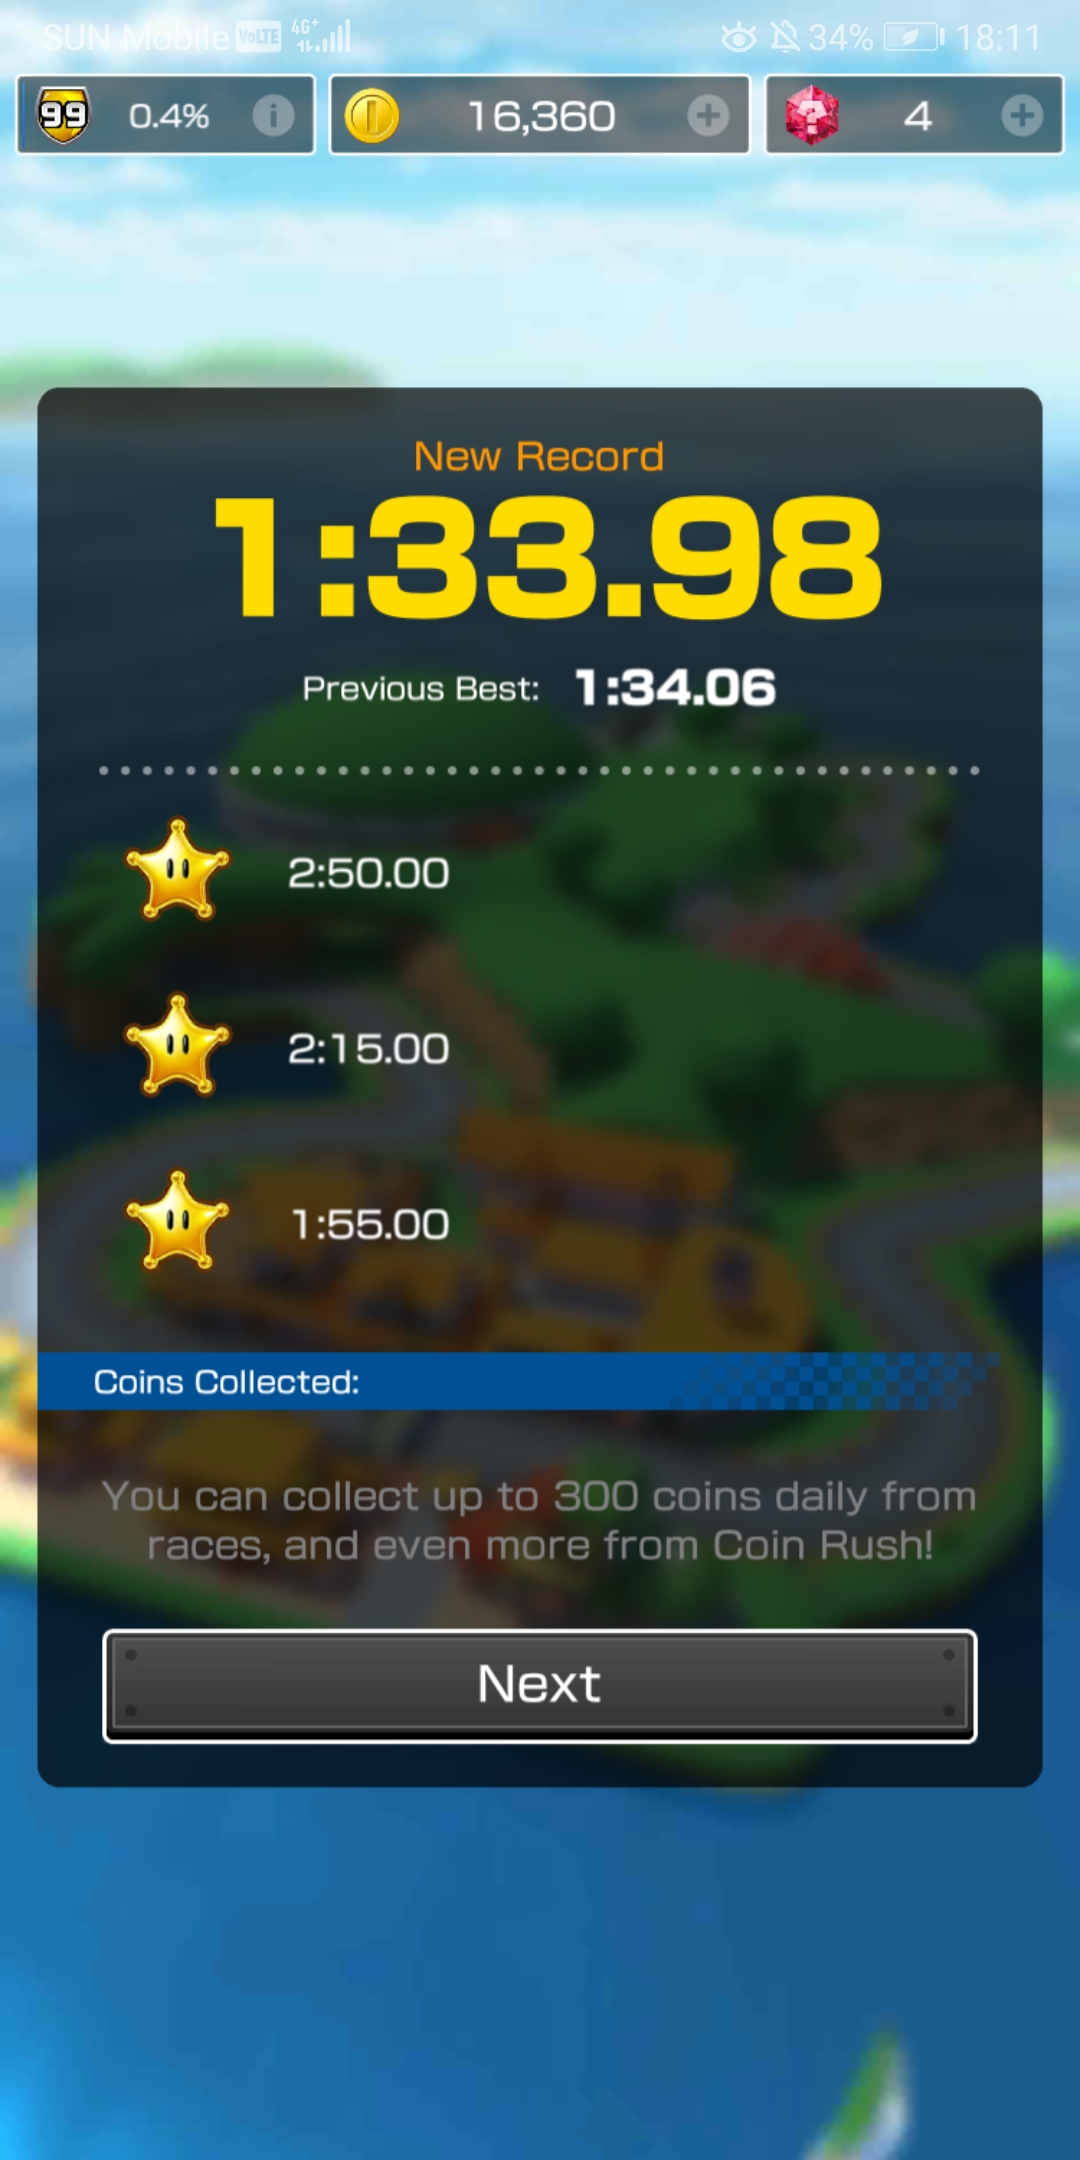 SUN Mobile VoLTE 4G+ 34% 18:11
99 0.4% i 16,360 + ? 4 +
New Record
1:33.98
Previous Best: 1:34.06
2:50.00
2:15.00
1:55.00
Coins Collected:
You can collect up to 300 coins daily from
races, and even more from Coin Rush!
Next